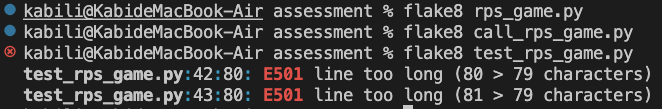 kabili@KabideMacBook-Air assessment % flake8 rps_game.py
kabili@KabideMacBook-Air assessment % flake8 call_rps_game.py
kabili@KabideMacBook-Air assessment % flake8 test_rps_game.py
test_rps_game.py:42:80: E501 line too long (80 > 79 characters)
test_rps_game.py:43:80: E501 line too long (81 > 79 characters)